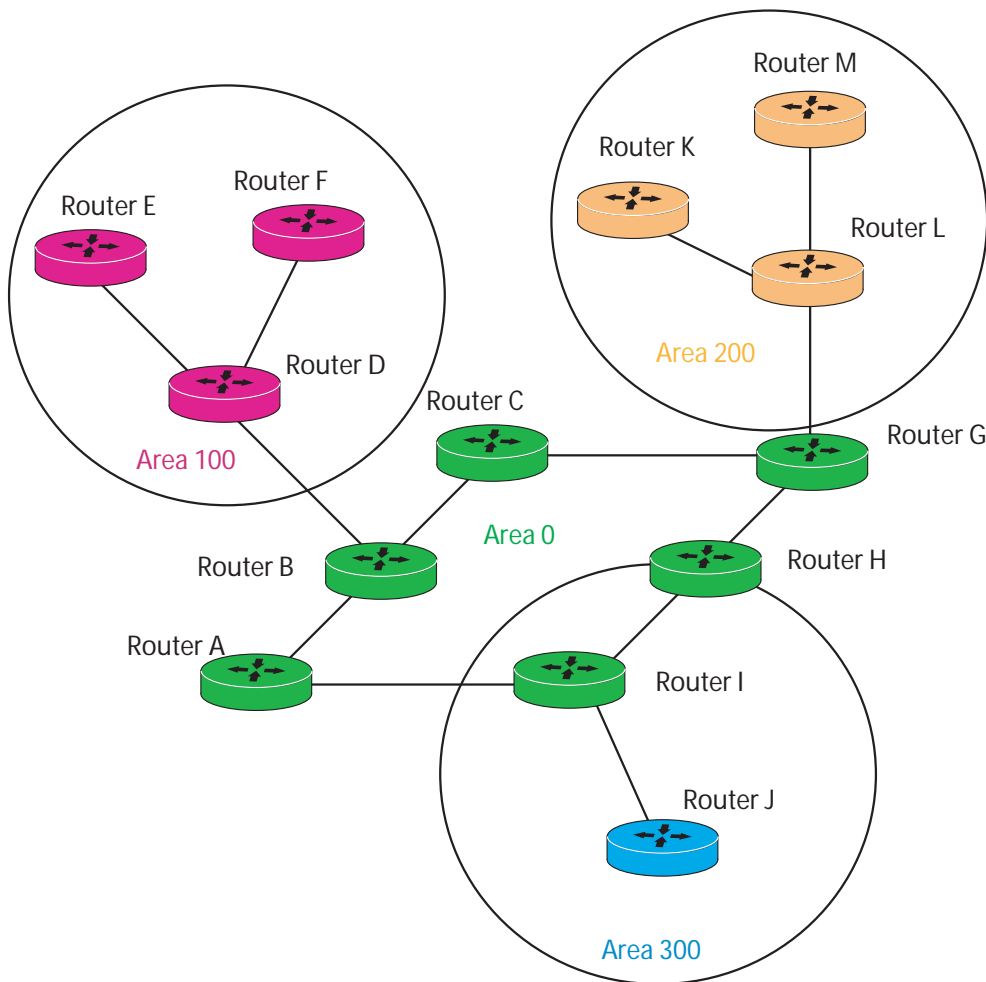 Router M
Router K
Router F
Router E
Router L
Area 200
Router D
Router C
Router G
Area 100
Area 0
Router H
Router B
Router A
Router I
Router J
Area 300